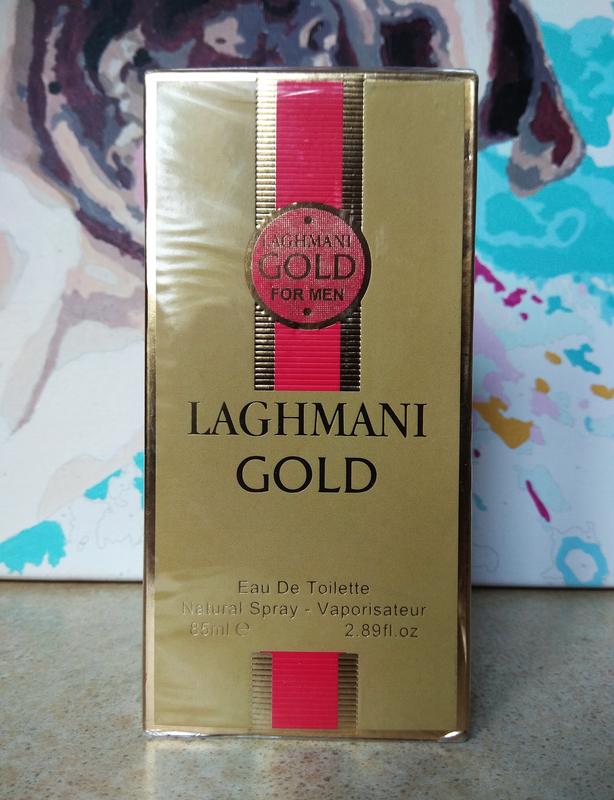 LAGHMANI
GOLD
FOR MEN
LAGHMANI
GOLD
Eau De Toilette
Natural Spray - Vaporisateur
85ml ℮ 2.89fl.oz